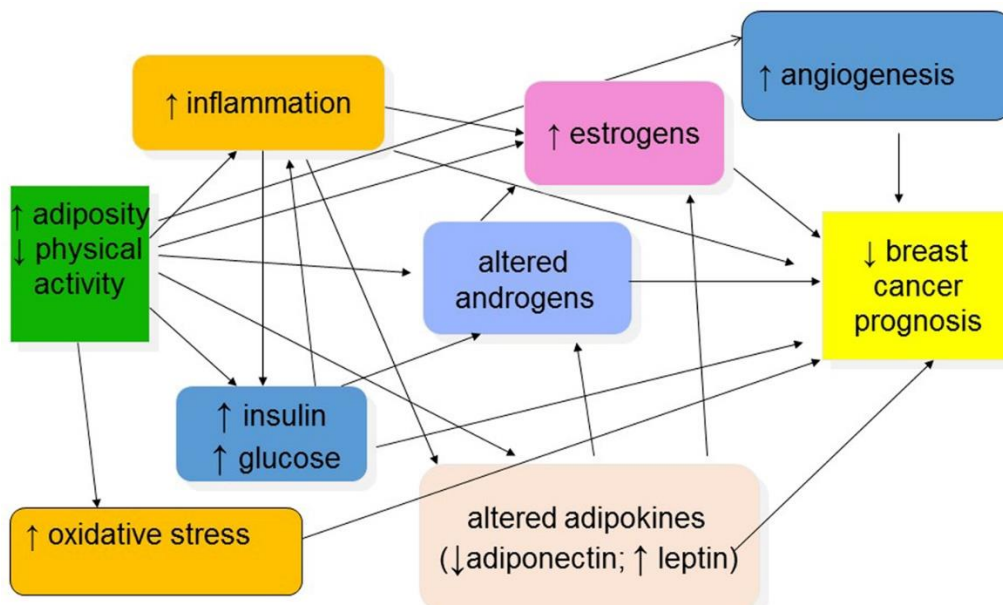 ↑ angiogenesis
↑ inflammation
↑ estrogens
↑ adiposity
↓ physical
activity
altered
androgens
↓ breast
cancer
prognosis
↑ insulin
↑ glucose
↑ oxidative stress
altered adipokines
(↓adiponectin; ↑ leptin)